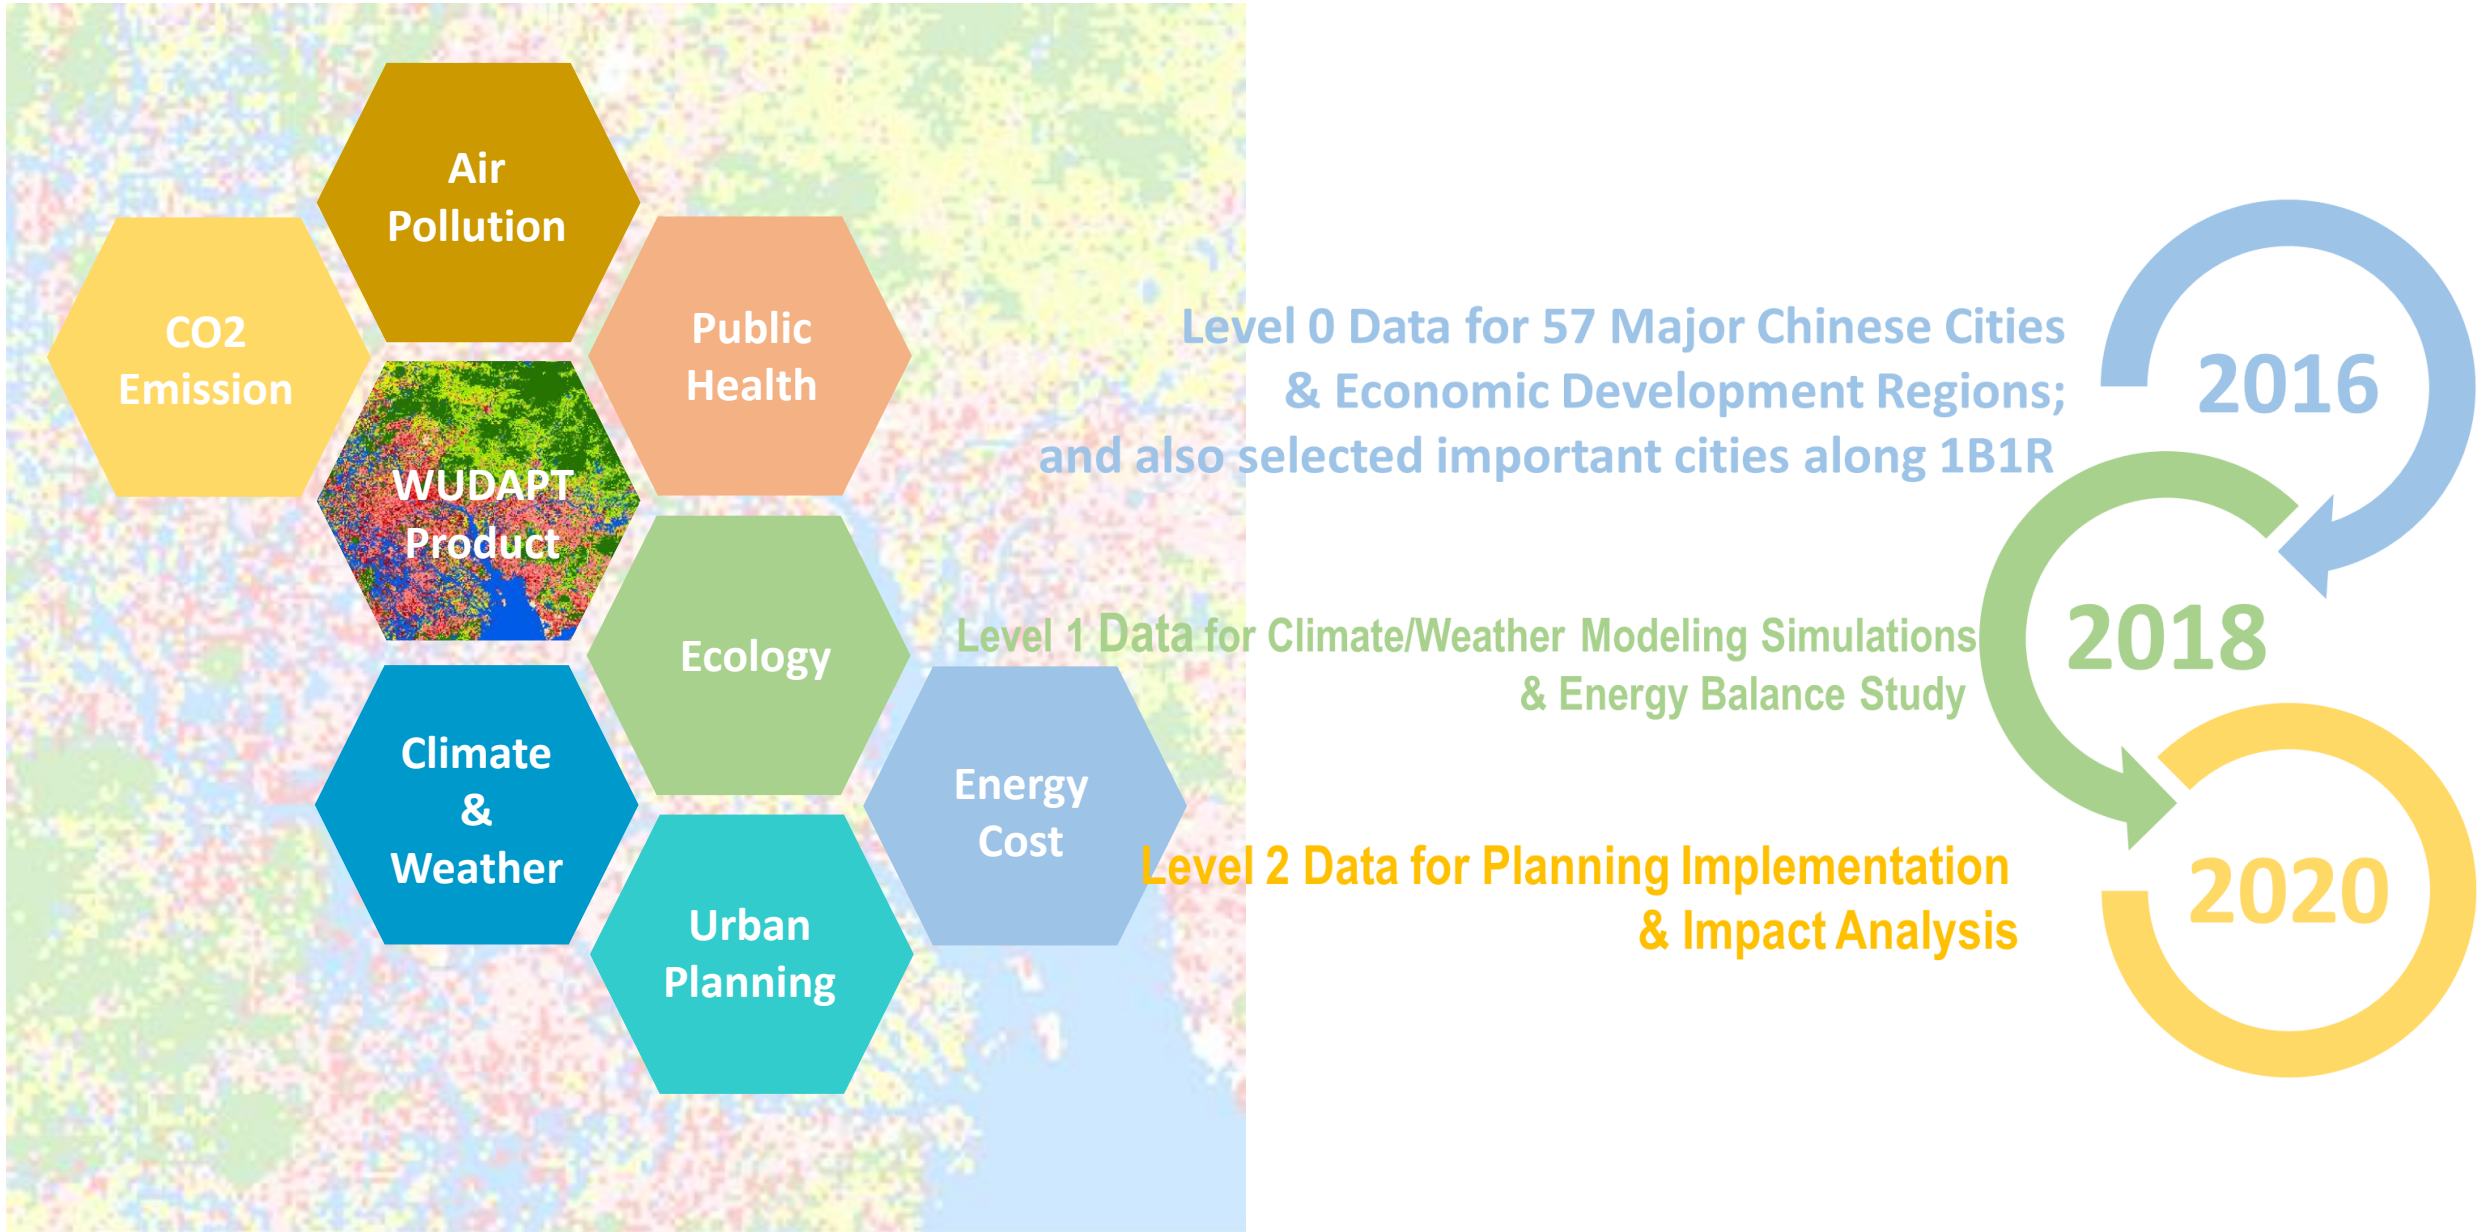 Air
Pollution
CO2
Emission
Public
Health
WUDAPT
Product
Ecology
Climate
&
Weather
Energy
Cost
Urban
Planning
Level 0 Data for 57 Major Chinese Cities
& Economic Development Regions;
and also selected important cities along 1B1R
2016
Level 1 Data for Climate/Weather Modeling Simulations
& Energy Balance Study
2018
Level 2 Data for Planning Implementation
& Impact Analysis
2020